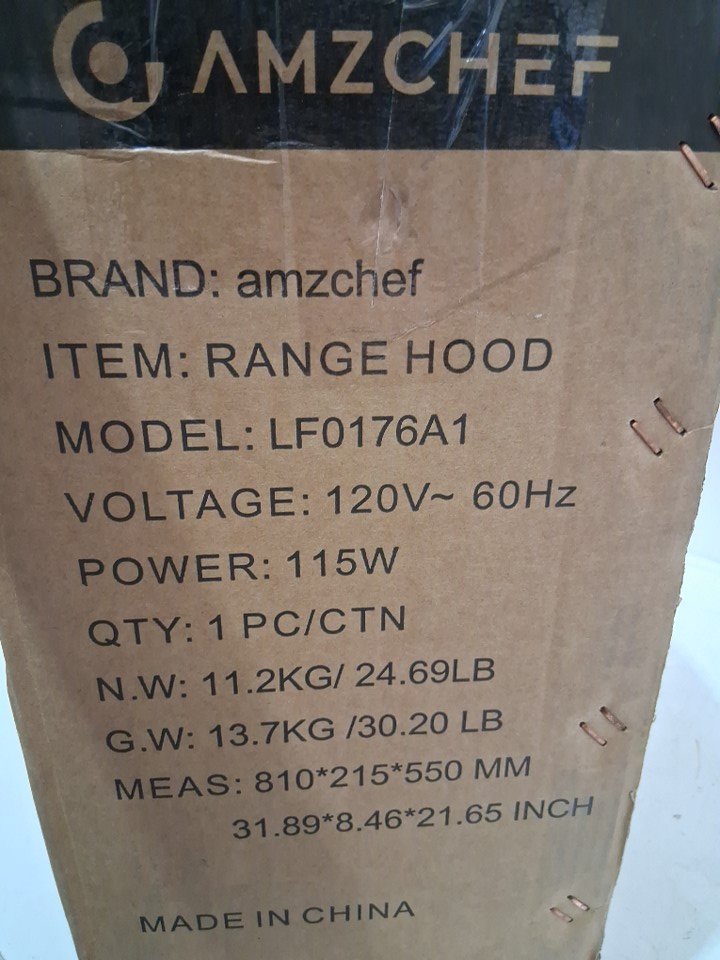 AMZCHEF
BRAND: amzchef
ITEM: RANGE HOOD
MODEL: LF0176A1
VOLTAGE: 120V~ 60Hz
POWER: 115W
QTY: 1 PC/CTN
N.W: 11.2KG/ 24.69LB
G.W: 13.7KG /30.20 LB
MEAS: 810*215*550 MM
31.89*8.46*21.65 INCH
MADE IN CHINA